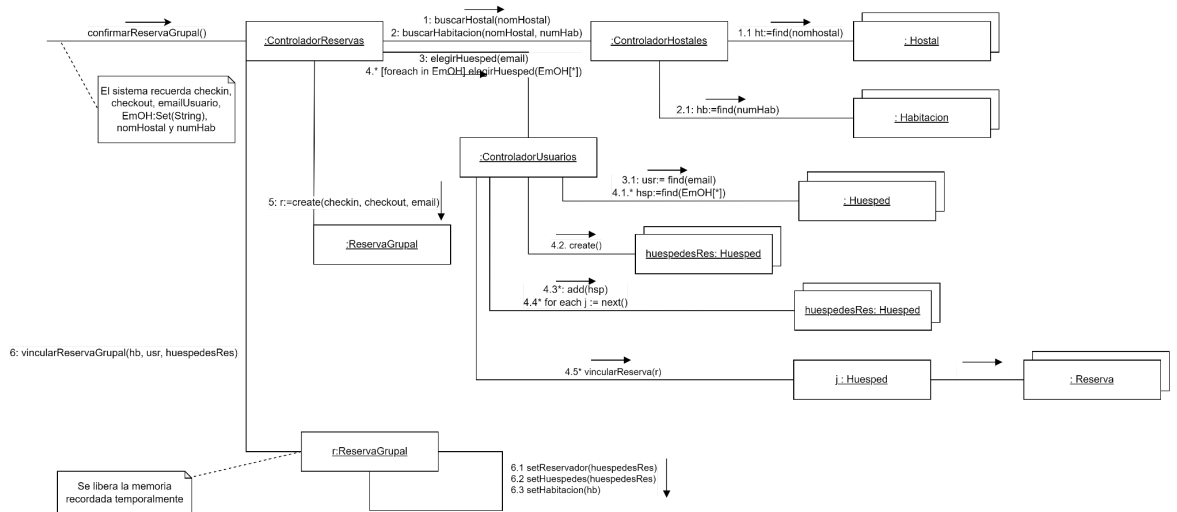 confirmarReservaGrupal()
:ControladorReservas
1: buscarHostal(nomHostal)
2: buscarHabitacion(nomHostal, numHab)
:ControladorHostales
1.1 ht:=find(nomhostal)
: Hostal
3: elegirHuesped(email)
4.* [foreach in EmOH] elegirHuesped(EmOH[*])
El sistema recuerda checkin,
checkout, emailUsuario,
EmOH:Set(String),
nomHostal y numHab
2.1: hb:=find(numHab)
: Habitacion
:ControladorUsuarios
3.1: usr:= find(email)
4.1.* hsp:=find(EmOH[*])
: Huesped
5: r:=create(checkin, checkout, email)
:ReservaGrupal
4.2. create()
huespedesRes: Huesped
4.3*: add(hsp)
4.4* for each j := next()
huespedesRes: Huesped
6: vincularReservaGrupal(hb, usr, huespedesRes)
4.5* vincularReserva(r)
j : Huesped
: Reserva
r:ReservaGrupal
6.1 setReservador(huespedesRes)
6.2 setHuespedes(huespedesRes)
6.3 setHabitacion(hb)
Se libera la memoria
recordada temporalmente